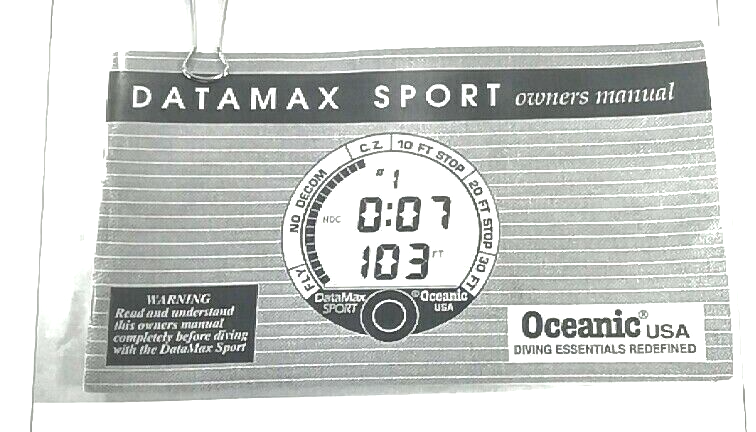 DATAMAX SPORT owners manual
NO DECOM
C.Z.
10 FT STOP
20 FT STOP
30 FT
FLY
# 1
NDC 0:07
103 FT
DataMax
SPORT
© Oceanic
USA
WARNING
Read and understand
this owners manual
completely before diving
with the DataMax Sport
Oceanic® USA
DIVING ESSENTIALS REDEFINED